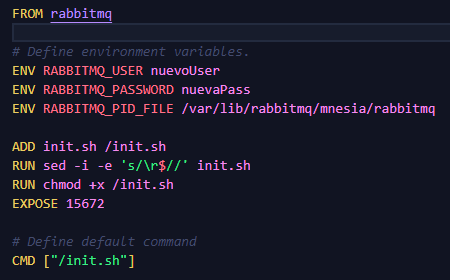 FROM rabbitmq
# Define environment variables.
ENV RABBITMQ_USER nuevoUser
ENV RABBITMQ_PASSWORD nuevaPass
ENV RABBITMQ_PID_FILE /var/lib/rabbitmq/mnesia/rabbitmq
ADD init.sh /init.sh
RUN sed -i -e 's/\r$//' init.sh
RUN chmod +x /init.sh
EXPOSE 15672
# Define default command
CMD ["/init.sh"]